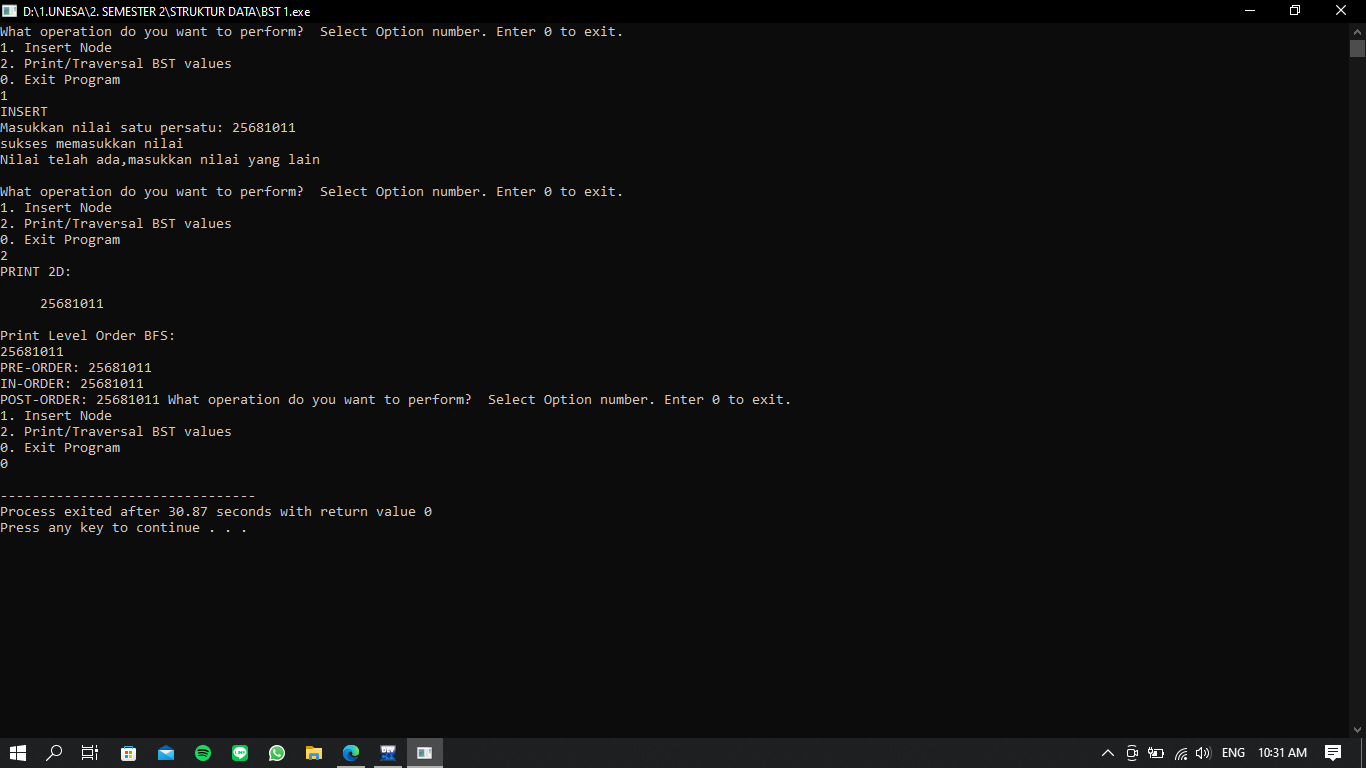 D:\1.UNESA\2. SEMESTER 2\STRUKTUR DATA\BST 1.exe
What operation do you want to perform?  Select Option number. Enter 0 to exit.
1. Insert Node
2. Print/Traversal BST values
0. Exit Program
1
INSERT
Masukkan nilai satu persatu: 25681011
sukses memasukkan nilai
Nilai telah ada,masukkan nilai yang lain
What operation do you want to perform?  Select Option number. Enter 0 to exit.
1. Insert Node
2. Print/Traversal BST values
0. Exit Program
2
PRINT 2D:
25681011
Print Level Order BFS:
25681011
PRE-ORDER: 25681011
IN-ORDER: 25681011
POST-ORDER: 25681011 What operation do you want to perform?  Select Option number. Enter 0 to exit.
1. Insert Node
2. Print/Traversal BST values
0. Exit Program
0
--------------------------------
Process exited after 30.87 seconds with return value 0
Press any key to continue . . .
ENG 10:31 AM